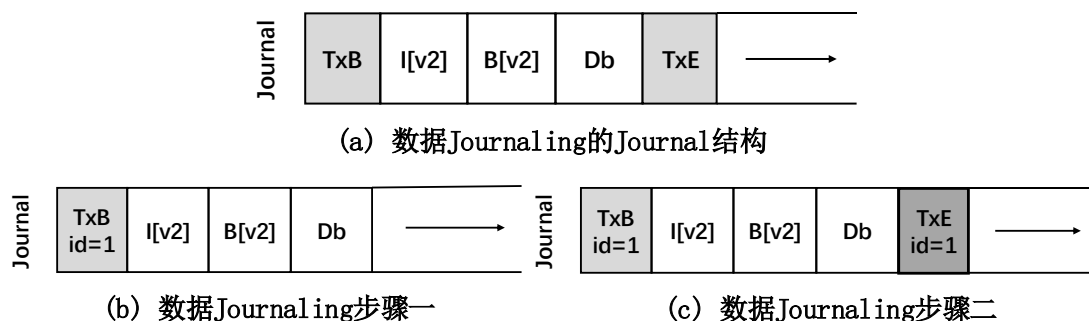 Journal
TxB I[v2] B[v2] Db TxE
(a) 数据Journaling的Journal结构
Journal
TxB id=1 I[v2] B[v2] Db
(b) 数据Journaling步骤一
Journal
TxB id=1 I[v2] B[v2] Db TxE id=1
(c) 数据Journaling步骤二